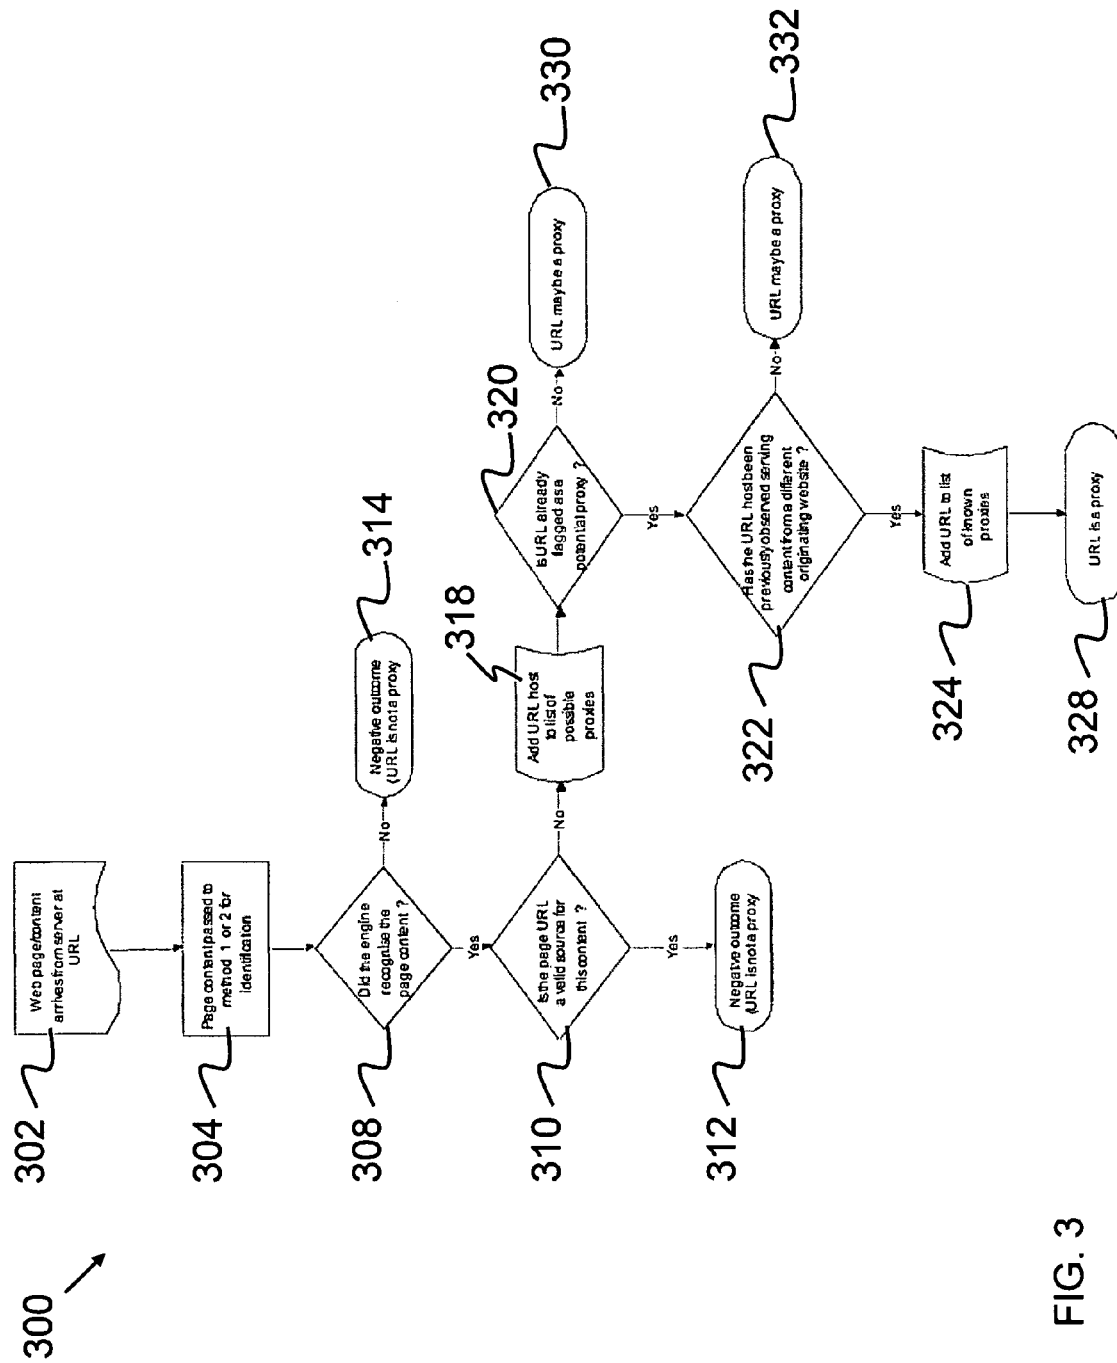 300
302
Web page/content
arrives from server at
URL
304
Page content passed to
method 1 or 2 for
identification
308
Did the engine
recognise the
page content ?
No
314
Negative outcome
(URL is not a proxy
Yes
310
Is the page URL
a valid source for
this content ?
Yes
312
Negative outcome
(URL is not a proxy
No
318
Add URL host
to list of
possible
proxies
320
Is URL already
flagged as a
potential proxy ?
No
330
URL may be a proxy
Yes
322
Has the URL host been
previously observed serving
content from a different
originating website ?
No
332
URL may be a proxy
Yes
324
Add URL to list
of known
proxies
328
URL is a proxy
FIG. 3